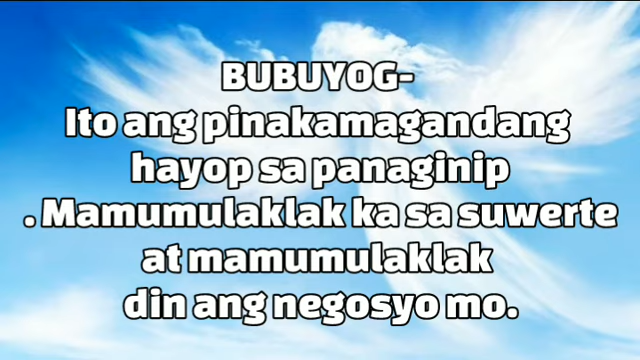 BUBUYOG-
Ito ang pinakamagandang
hayop sa panaginip
. Mamumulaklak ka sa suwerte
at mamumulaklak
din ang negosyo mo.